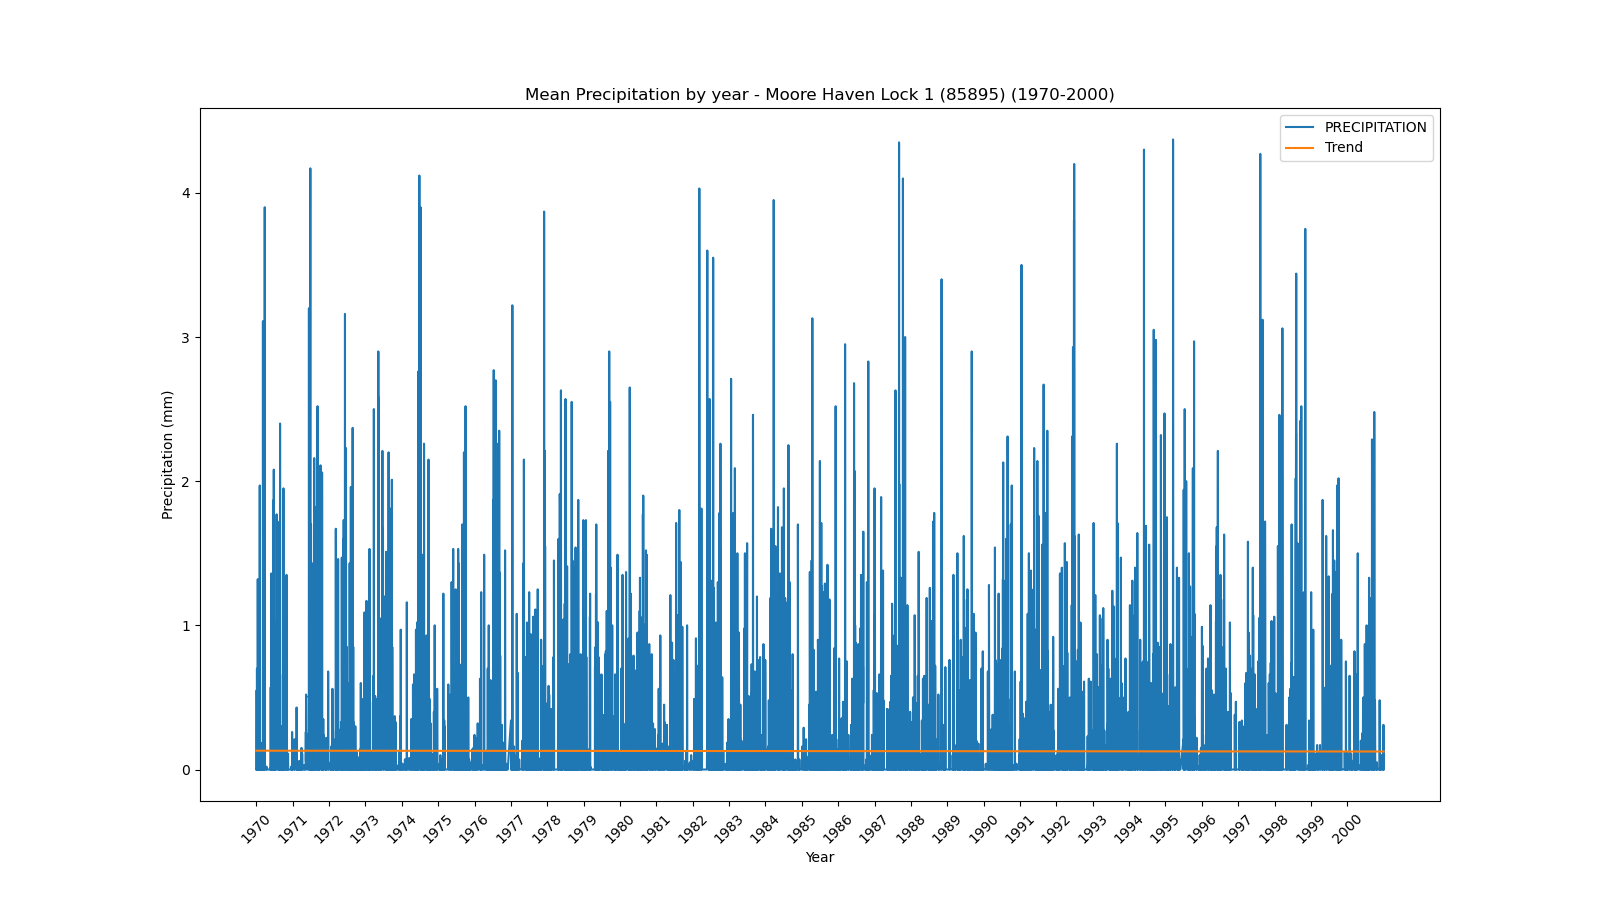 Mean Precipitation by year - Moore Haven Lock 1 (85895) (1970-2000)
PRECIPITATION
Trend
4
3
2
1
0
Precipitation (mm)
1970 1971 1972 1973 1974 1975 1976 1977 1978 1979 1980 1981 1982 1983 1984 1985 1986 1987 1988 1989 1990 1991 1992 1993 1994 1995 1996 1997 1998 1999 2000
Year